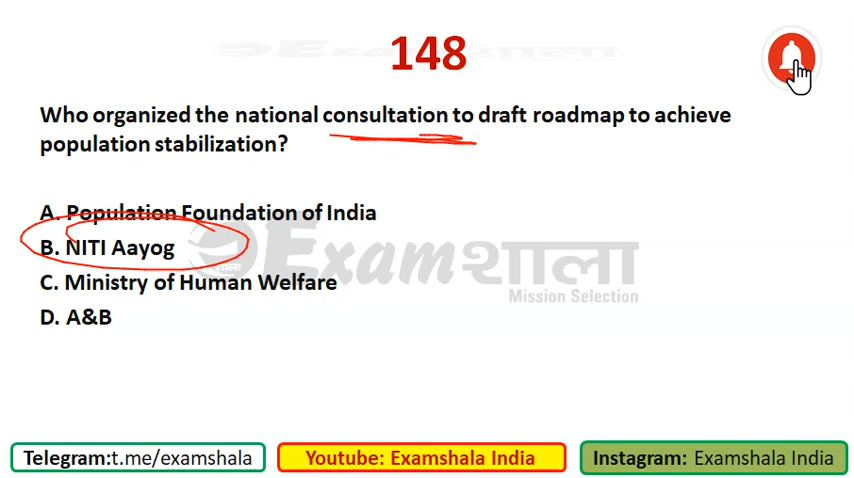 148
Who organized the national consultation to draft roadmap to achieve
population stabilization?
A. Population Foundation of India
B. NITI Aayog
C. Ministry of Human Welfare
D. A&B
Examशाला
Mission Selection
Telegram:t.me/examshala
Youtube: Examshala India
Instagram: Examshala India